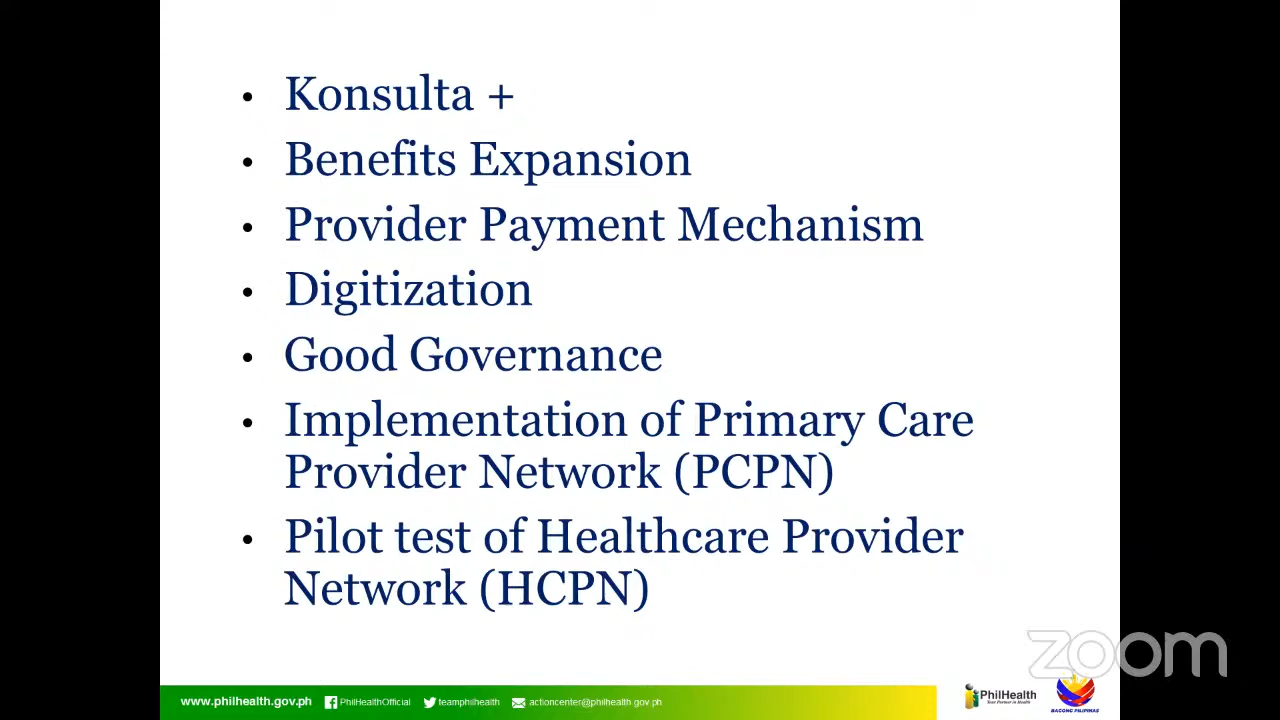 • Konsulta +
• Benefits Expansion
• Provider Payment Mechanism
• Digitization
• Good Governance
• Implementation of Primary Care
Provider Network (PCPN)
• Pilot test of Healthcare Provider
Network (HCPN)
zoom
www.philhealth.gov.ph PhilHealthOfficial teamphilhealth actioncenter@philhealth.gov.ph
PhilHealth
Your Partner in Health
BAGONG PILIPINAS